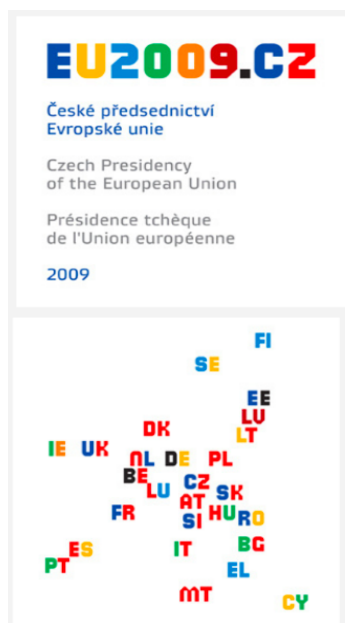 EU2009.CZ
České předsednictví
Evropské unie
Czech Presidency
of the European Union
Présidence tchèque
de l'Union européenne
2009
FI
SE
EE
LV
LT
DK
IE UK
NL DE PL
BE
LU CZ SK
AT
FR SI HU RO
ES IT BG
PT EL
MT CY